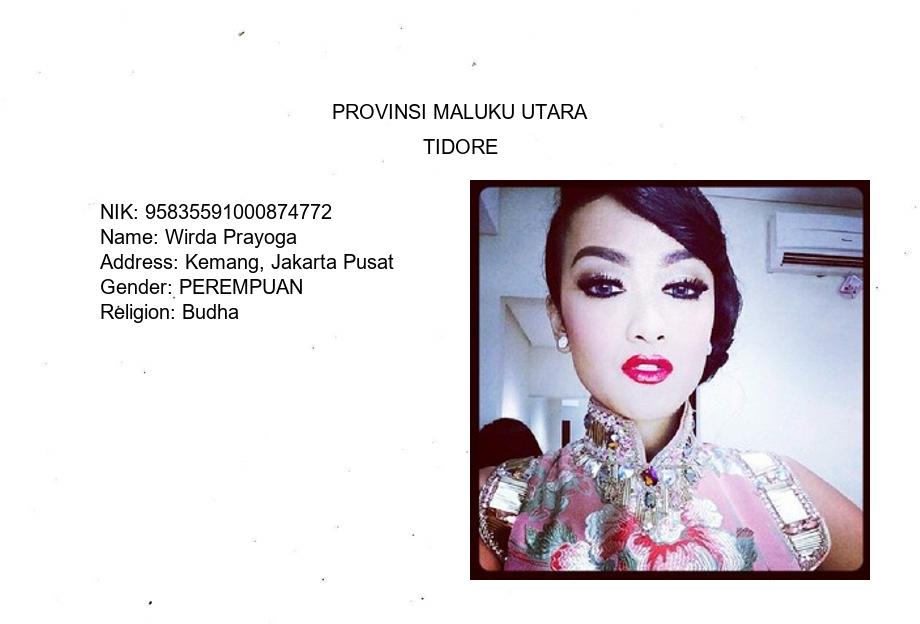 PROVINSI MALUKU UTARA
TIDORE
NIK: 95835591000874772
Name: Wirda Prayoga
Address: Kemang, Jakarta Pusat
Gender: PEREMPUAN
Religion: Budha